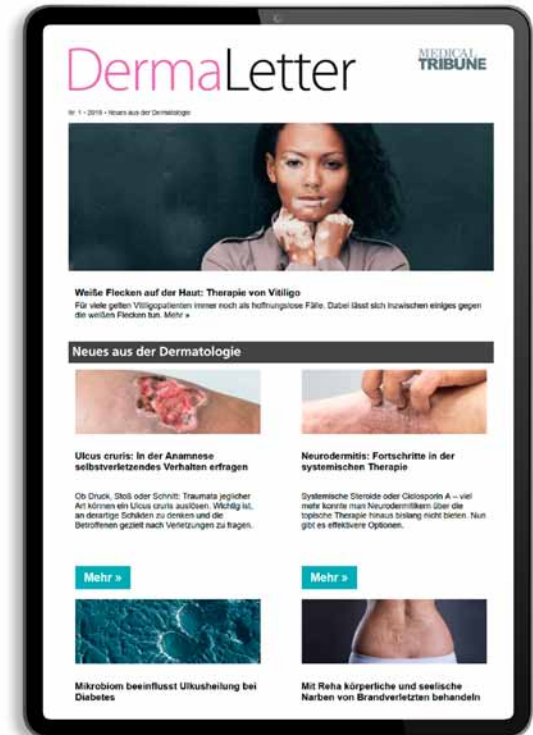 DermaLetter
MEDICAL
TRIBUNE
Nr. 1 • 2019 • Neues aus der Dermatologie
Weiße Flecken auf der Haut: Therapie von Vitiligo
Für viele gelten Vitiligopatienten immer noch als hoffnungslose Fälle. Dabei lässt sich inzwischen einiges gegen
die weißen Flecken tun. Mehr »
Neues aus der Dermatologie
Ulcus cruris: In der Anamnese
selbstverletzendes Verhalten erfragen
Ob Druck, Stoß oder Schnitt: Traumata jeglicher
Art können ein Ulcus cruris auslösen. Wichtig ist,
an derartige Schäden zu denken und die
Betroffenen gezielt nach Verletzungen zu fragen.
Mehr »
Neurodermitis: Fortschritte in der
systemischen Therapie
Systemische Steroide oder Ciclosporin A – viel
mehr konnte man Neurodermitikern über die
topische Therapie hinaus bislang nicht bieten. Nun
gibt es effektivere Optionen.
Mehr »
Mikrobiom beeinflusst Ulkusheilung bei
Diabetes
Mit Reha körperliche und seelische
Narben von Brandverletzten behandeln